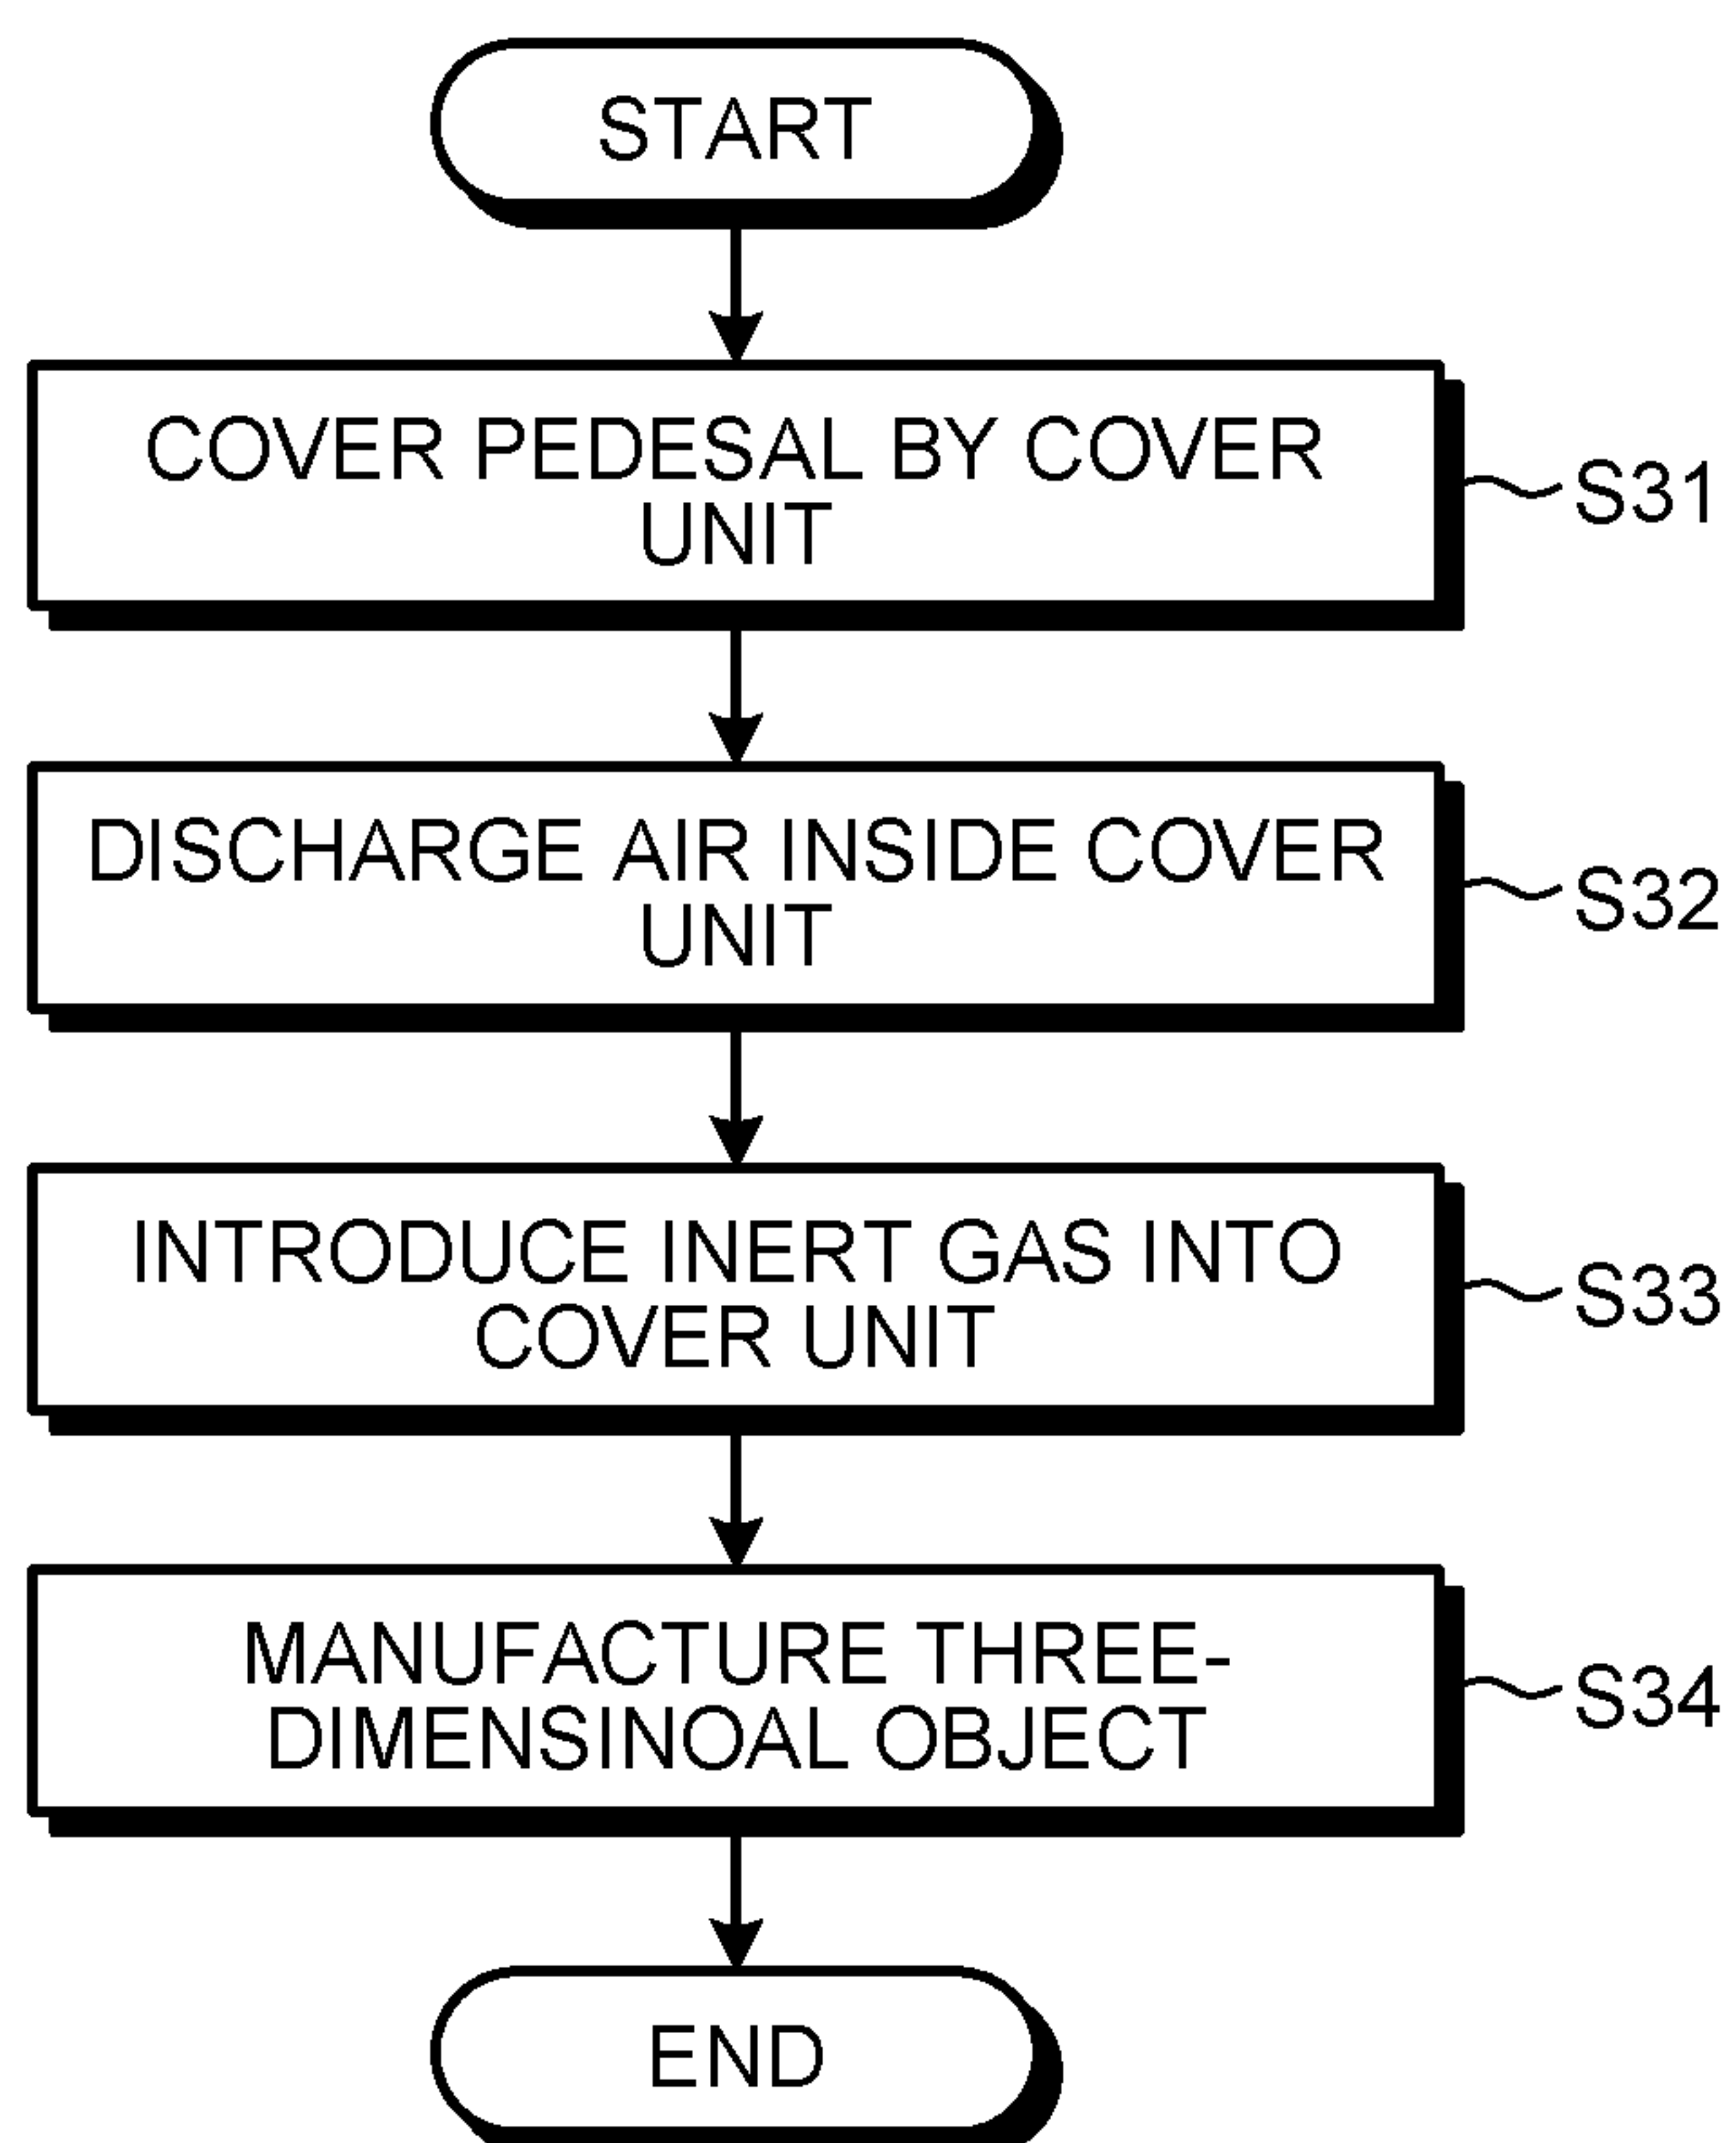 START
COVER PEDESAL BY COVER
UNIT
S31
DISCHARGE AIR INSIDE COVER
UNIT
S32
INTRODUCE INERT GAS INTO
COVER UNIT
S33
MANUFACTURE THREE-
DIMENSINOAL OBJECT
S34
END